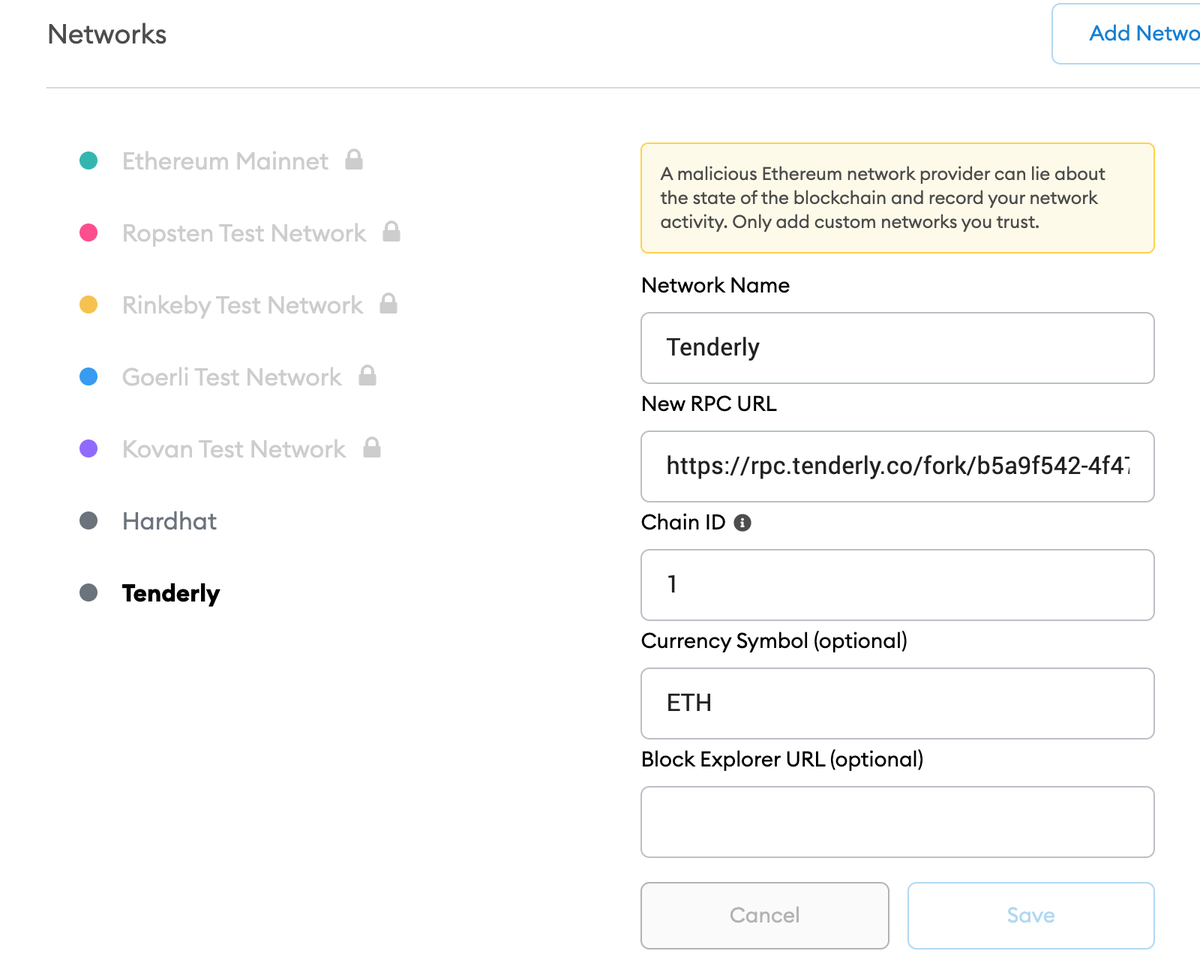 Networks
Add Netwo
Ethereum Mainnet
Ropsten Test Network
Rinkeby Test Network
Goerli Test Network
Kovan Test Network
Hardhat
Tenderly
A malicious Ethereum network provider can lie about
the state of the blockchain and record your network
activity. Only add custom networks you trust.
Network Name
Tenderly
New RPC URL
https://rpc.tenderly.co/fork/b5a9f542-4f47
Chain ID
1
Currency Symbol (optional)
ETH
Block Explorer URL (optional)
Cancel
Save